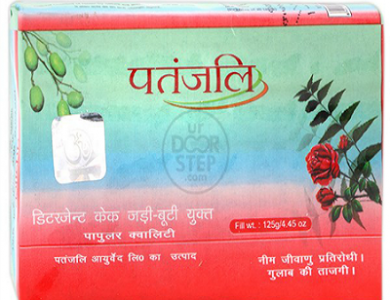 पतंजलि
ur
DOOR
STEP
.com
डिटरजेन्ट केक जड़ी-बूटी युक्त
पापुलर क्वालिटी
Fill wt. : 125g/4.45 oz
पतंजलि आयुर्वेद लि० का उत्पाद
नीम जीवाणु प्रतिरोधी।
गुलाब की ताजगी।